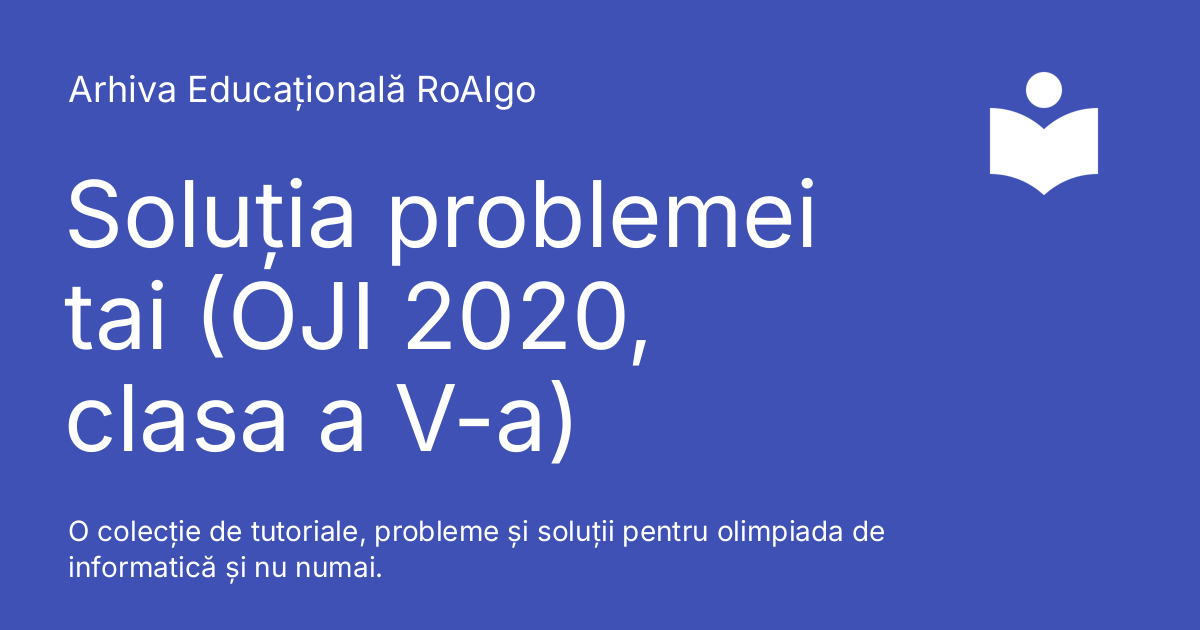 Arhiva Educațională RoAlgo
Soluția problemei
tai (OJI 2020,
clasa a V-a)
O colecție de tutoriale, probleme și soluții pentru olimpiada de
informatică și nu numai.